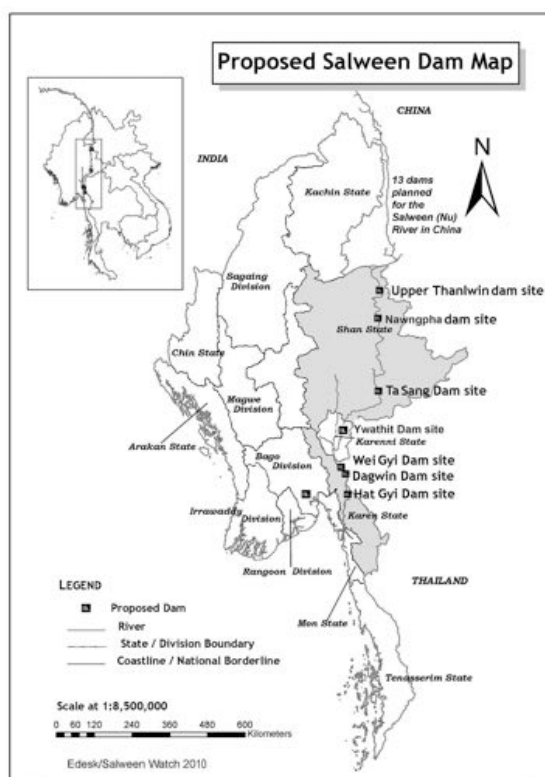 Proposed Salween Dam Map
CHINA
INDIA
N
Kachin State
13 dams
planned
for the
Salween (Nu)
River in China
Sagaing
Division
Upper Thanlwin dam site
Nawngpha dam site
Shan State
Chin State
Ta Sang Dam site
Magwe
Division
Ywathit Dam site
Karenni State
Arakan State
Bago
Division
Wei Gyi Dam site
Dagwin Dam site
Hat Gyi Dam site
Irrawaddy
Division
Karen State
Rangoon Division
THAILAND
LEGEND
Proposed Dam
River
State / Division Boundary
Coastline / National Borderline
Mon State
Tenasserim State
Scale at 1:8,500,000
0 60 120 240 360 480 600
Kilometers
Edesk/Salween Watch 2010